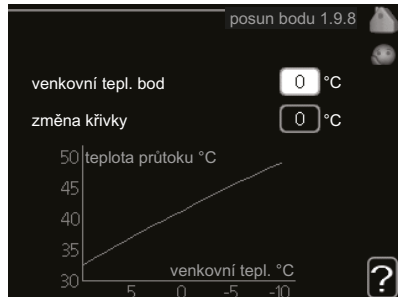 posun bodu 1.9.8
venkovní tepl. bod 0 °C
změna křivky 0 °C
50 teplota průtoku °C
45
40
35
30
venkovní tepl. °C
5 0 -5 -10
?